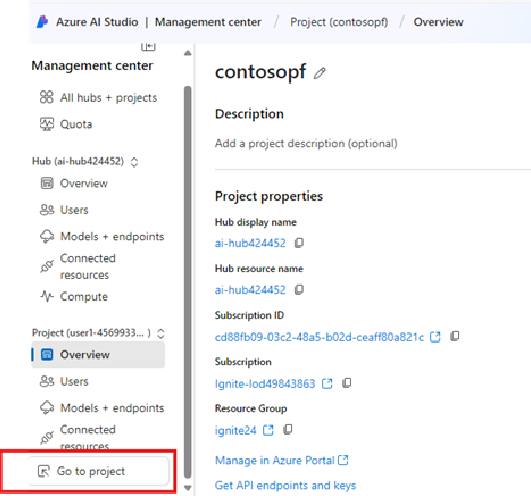 Azure AI Studio | Management center / Project (contosopf) / Overview
Management center
All hubs + projects
Quota
Hub (ai-hub424452)
Overview
Users
Models + endpoints
Connected
resources
Compute
Project (user1-4569933... )
Overview
Users
Models + endpoints
Connected
resources
Go to project
contosopf
Description
Add a project description (optional)
Project properties
Hub display name
ai-hub424452
Hub resource name
ai-hub424452
Subscription ID
cd88fb09-03c2-48a5-b02d-ceaff80a821c
Subscription
Ignite-lod49843863
Resource Group
ignite24
Manage in Azure Portal
Get API endpoints and keys